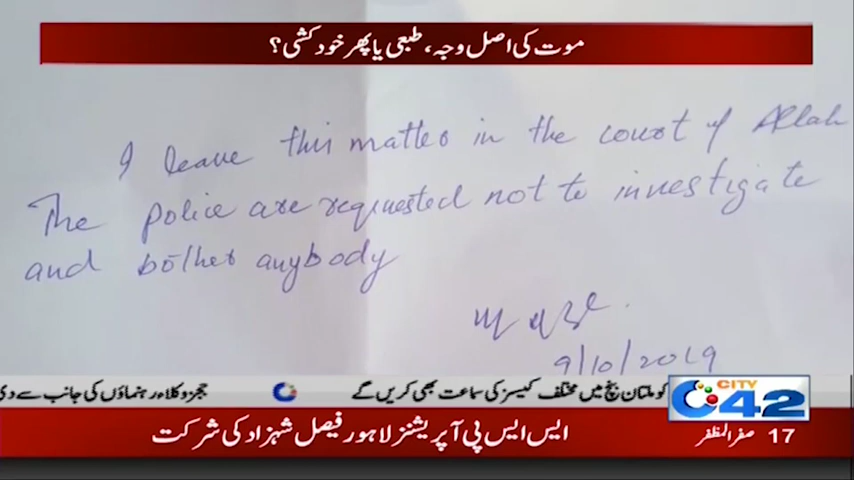 موت کی اصل وجہ، طبعی یا پھر خودکشی؟
I leave this matter in the court of Allah
The police are requested not to investigate
and bother anybody
9/10/2019
ججز و کلاء رہنماؤں کی جانب سے دی
کو ملتان بنچ میں مختلف کیسز کی سماعت بھی کریں گے
CITY
42
ایس ایس پی آپریشنز لاہور فیصل شہزاد کی شرکت
17 صفر المظفر